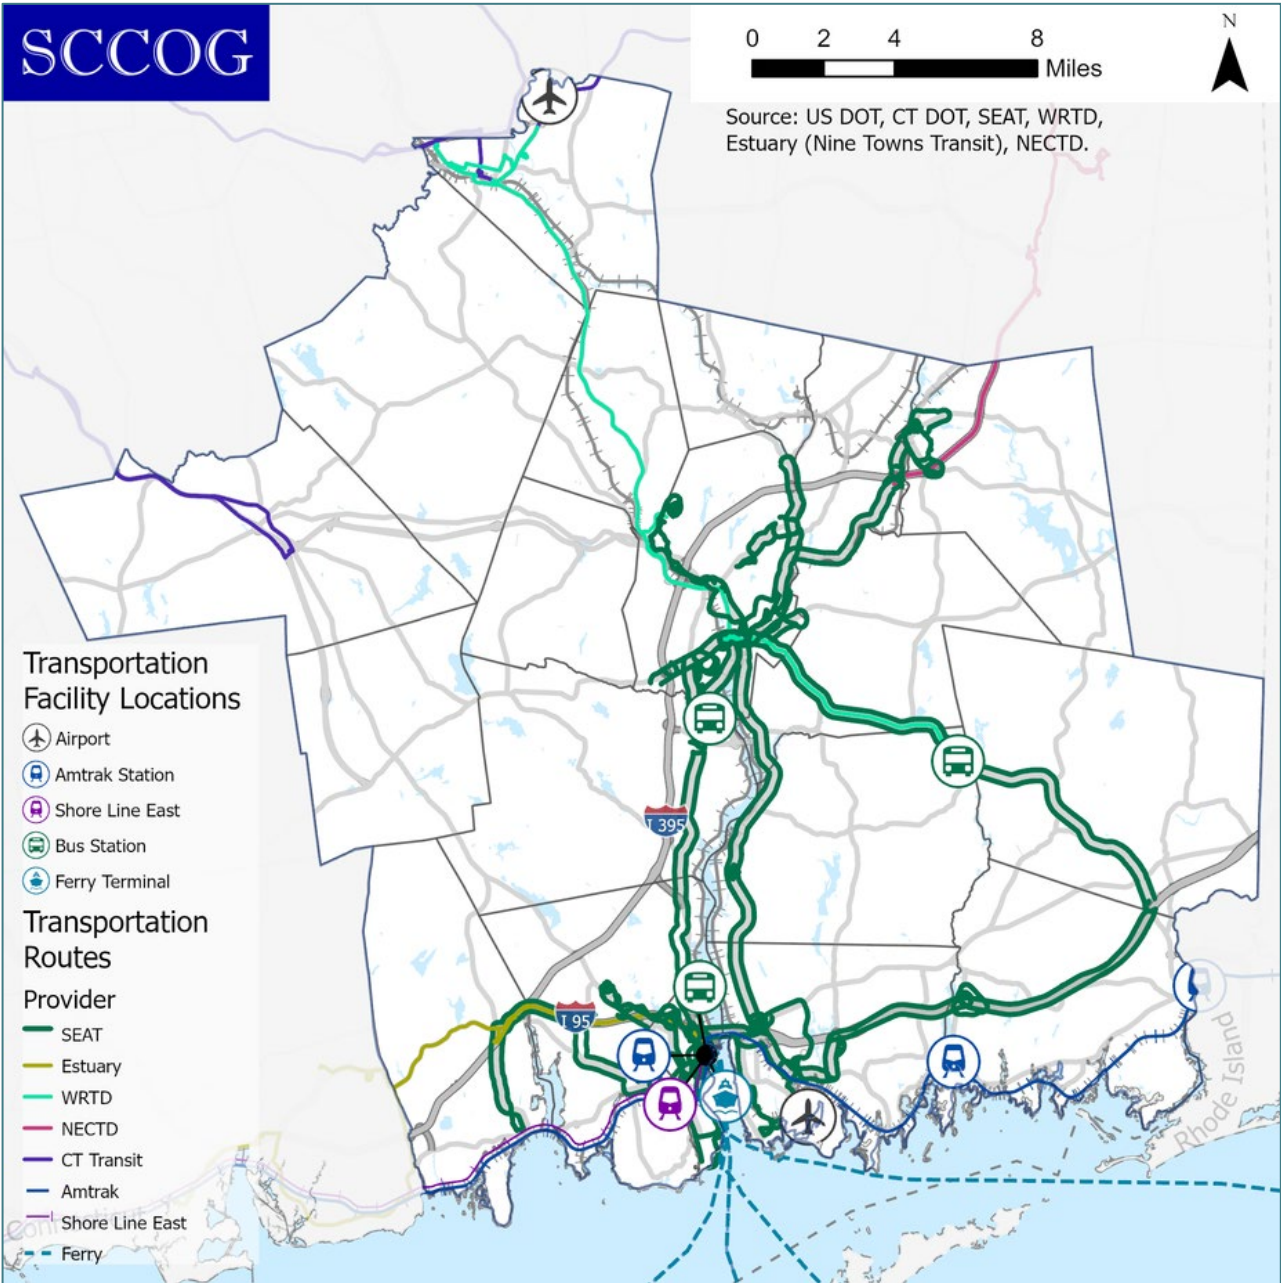 SCCOG
0 2 4 8
Miles
N
Source: US DOT, CT DOT, SEAT, WRTD,
Estuary (Nine Towns Transit), NECTD.
I 395
I 95
Transportation
Facility Locations
Airport
Amtrak Station
Shore Line East
Bus Station
Ferry Terminal
Transportation
Routes
Provider
SEAT
Estuary
WRTD
NECTD
CT Transit
Amtrak
Shore Line East
Ferry
Connecticut
Rhode Island